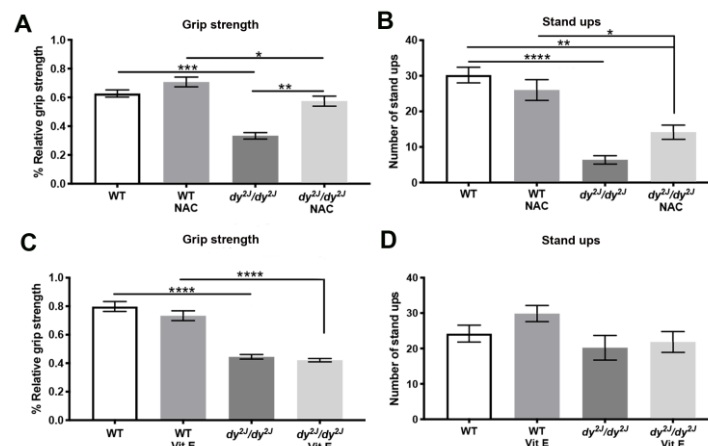 A
Grip strength
% Relative grip strength
0.8
0.6
0.4
0.2
0.0
***
*
**
WT
WT
NAC
dy2J/dy2J
dy2J/dy2J
NAC
B
Stand ups
Number of stand ups
40
30
20
10
0
*
**
****
WT
WT
NAC
dy2J/dy2J
dy2J/dy2J
NAC
C
Grip strength
% Relative grip strength
1.0
0.8
0.6
0.4
0.2
0.0
****
****
WT
WT
Vit E
dy2J/dy2J
dy2J/dy2J
Vit E
D
Stand ups
Number of stand ups
40
30
20
10
0
WT
WT
Vit E
dy2J/dy2J
dy2J/dy2J
Vit E